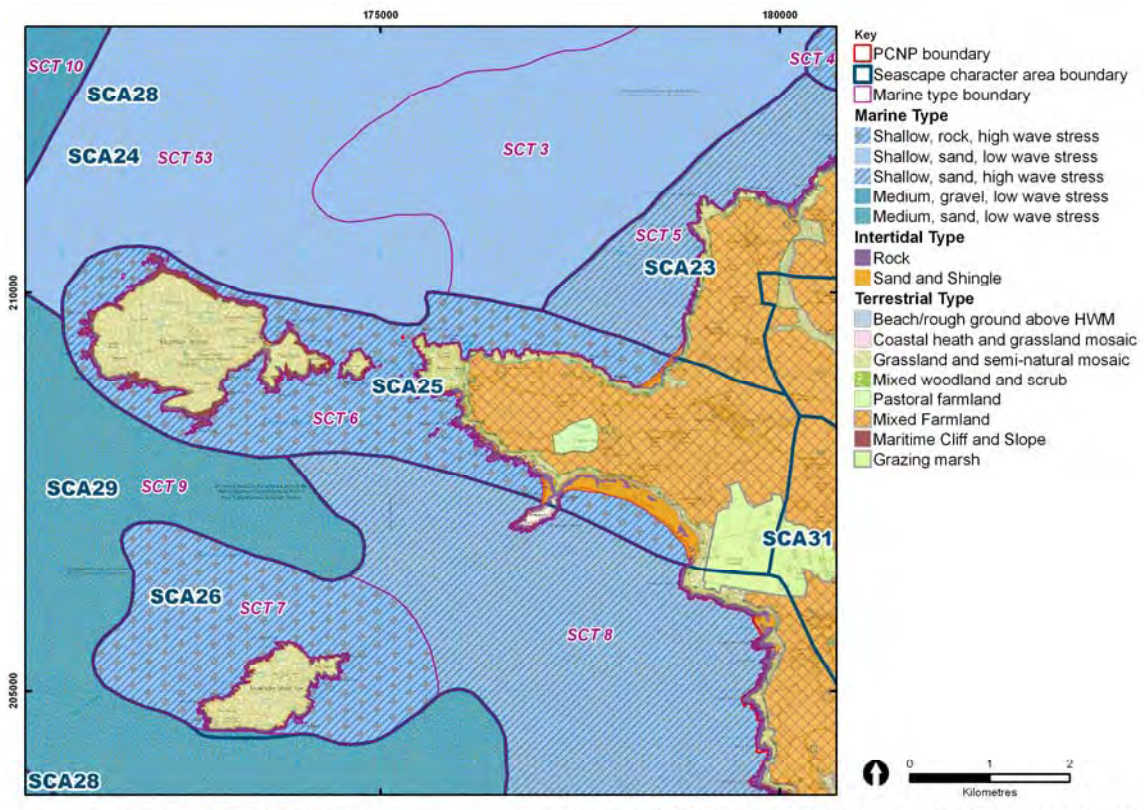 175000
180000
SCT 10
SCT 4
SCA28
SCA24
SCT 53
SCT 3
SCT 5
SCA23
210000
SCA25
SCT 6
SCA29
SCT 9
SCA31
SCA26
SCT 7
SCT 8
205000
SCA28
Key
PCNP boundary
Seascape character area boundary
Marine type boundary
Marine Type
Shallow, rock, high wave stress
Shallow, sand, low wave stress
Shallow, sand, high wave stress
Medium, gravel, low wave stress
Medium, sand, low wave stress
Intertidal Type
Rock
Sand and Shingle
Terrestrial Type
Beach/rough ground above HWM
Coastal heath and grassland mosaic
Grassland and semi-natural mosaic
Mixed woodland and scrub
Pastoral farmland
Mixed Farmland
Maritime Cliff and Slope
Grazing marsh
0 1 2
Kilometres